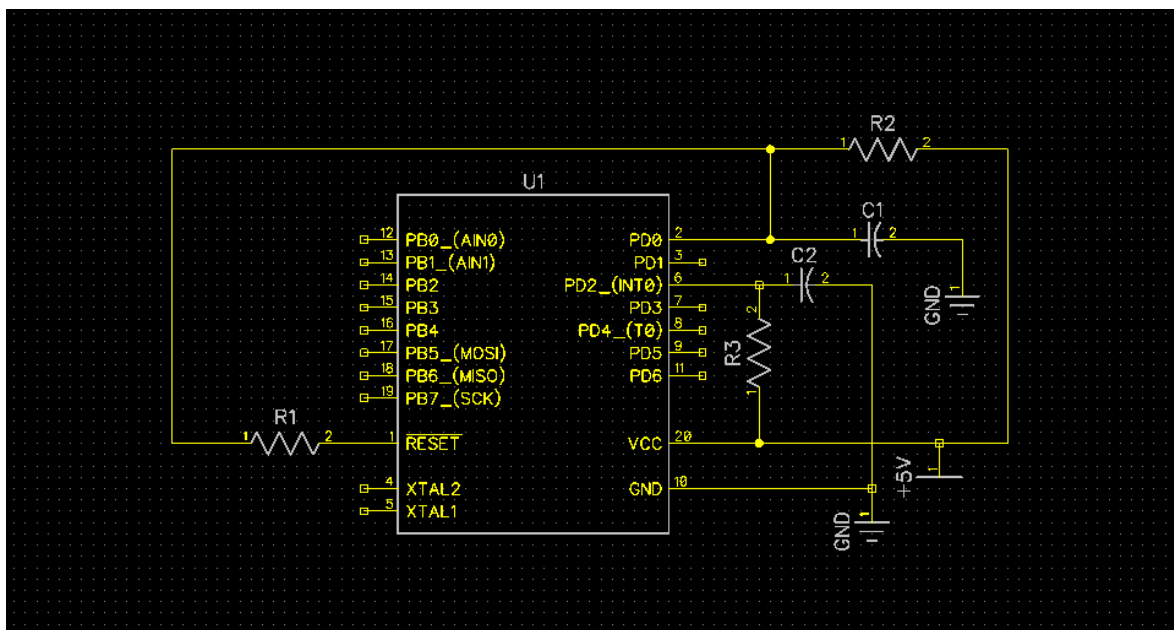 R2
1 2
U1
C1
12 PB0_(AIN0) PD0 2 1 2
C2
13 PB1_(AIN1) PD1 3
14 PB2 PD2_(INT0) 6 1 2
15 PB3 PD3 7 2 GND 1
16 PB4 PD4_(T0) 8
17 PB5_(MOSI) PD5 9 R3
18 PB6_(MISO) PD6 11
19 PB7_(SCK) 1
R1
1 2 1 RESET VCC 20
+5V 1
4 XTAL2 GND 10
5 XTAL1 GND 1